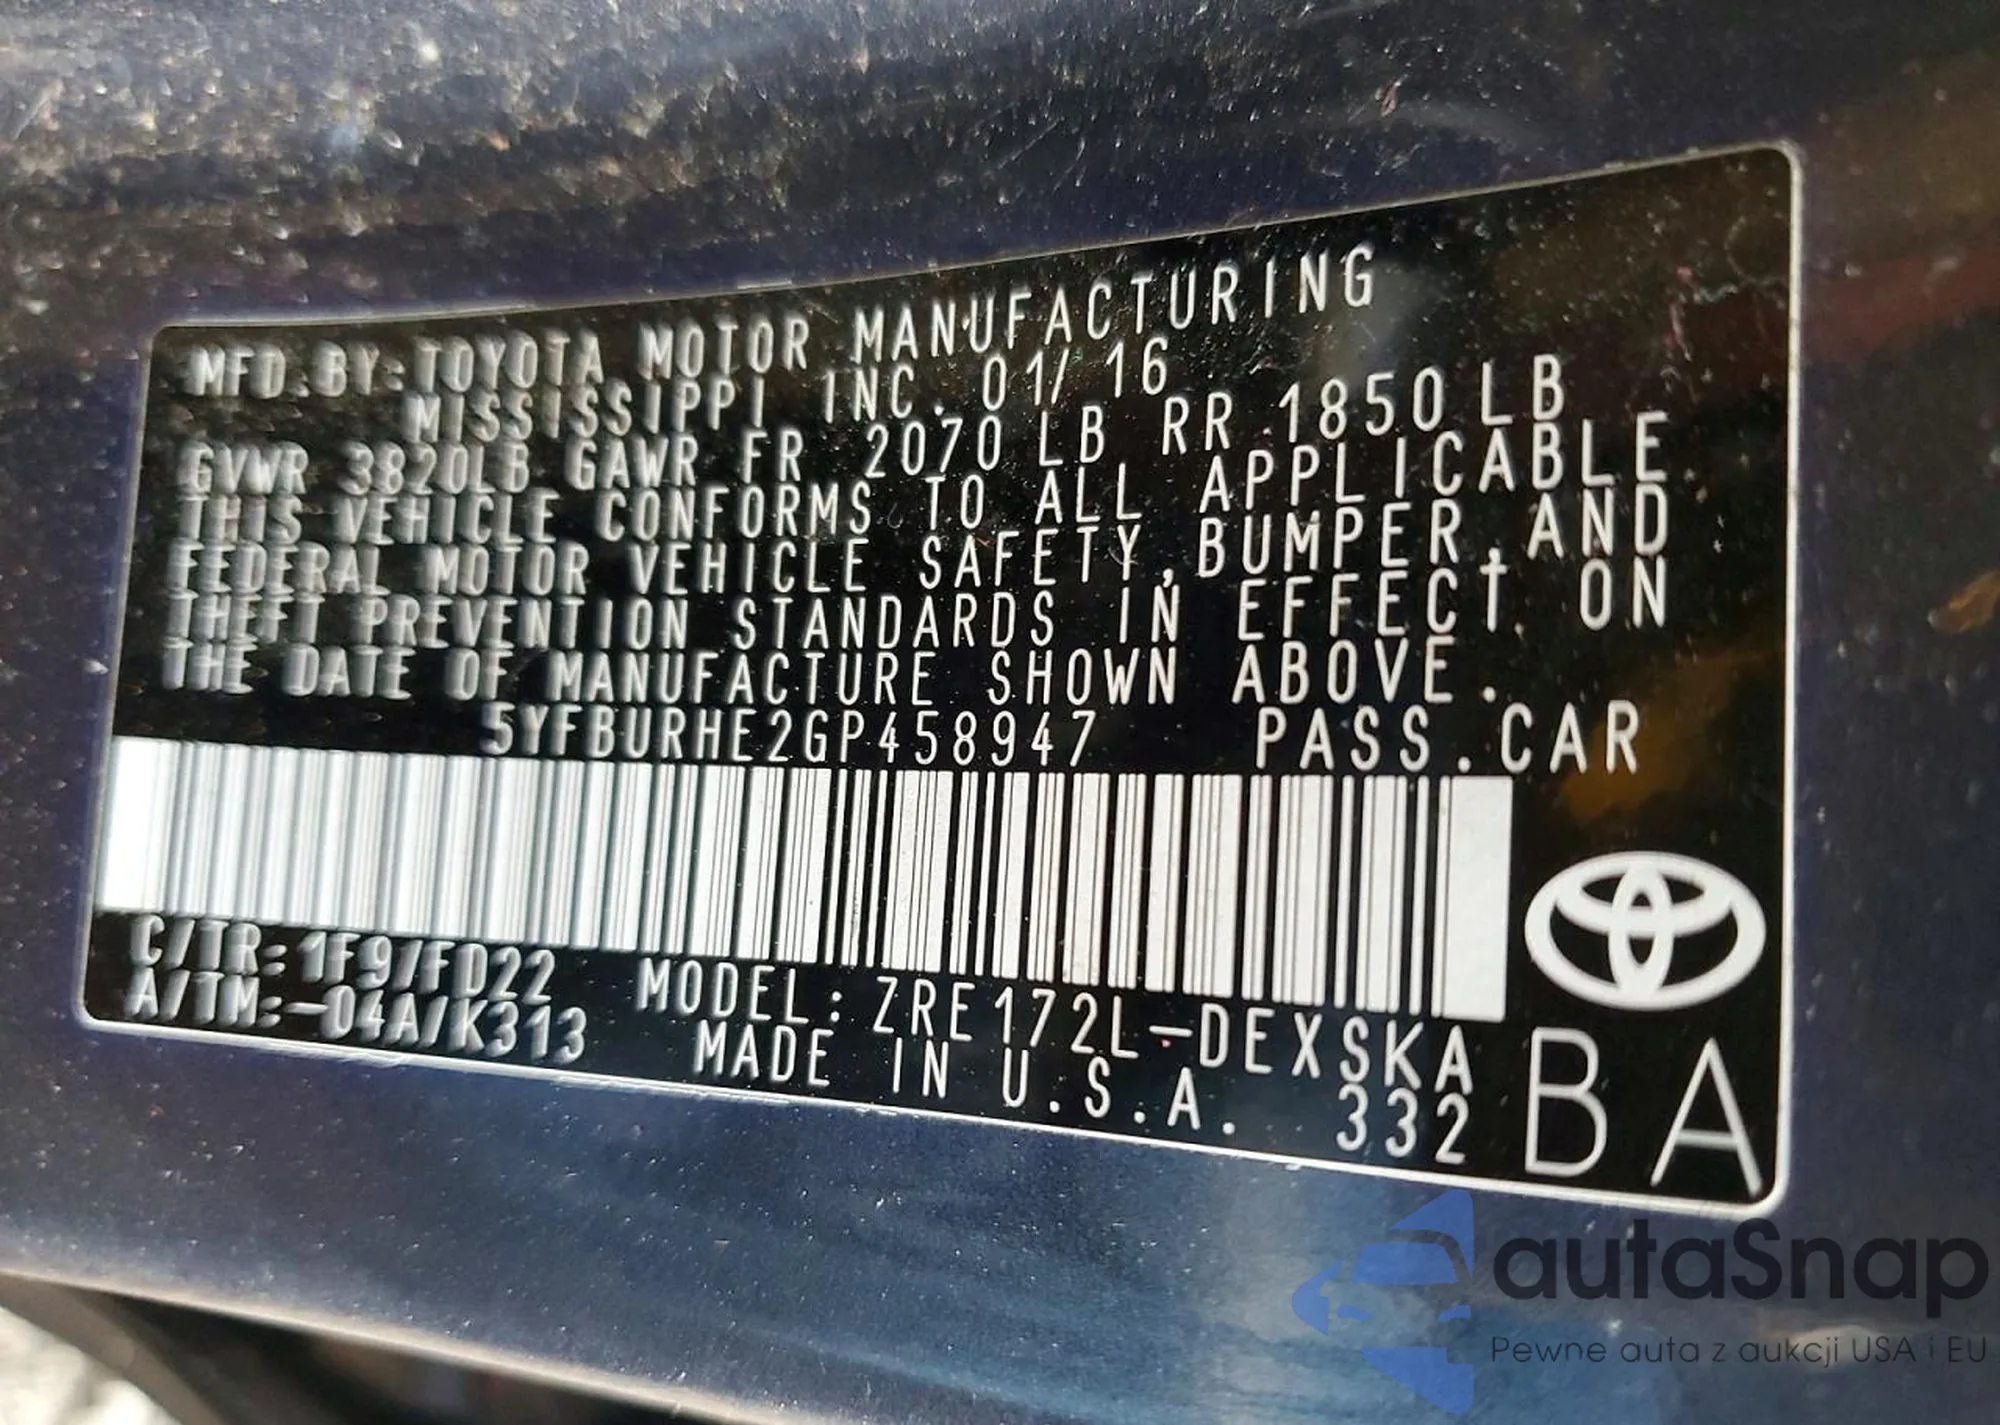 MFD.BY:TOYOTA MOTOR MANUFACTURING
MISSISSIPPI INC. 01/16
GVWR 3820LB GAWR FR 2070 LB RR 1850 LB
THIS VEHICLE CONFORMS TO ALL APPLICABLE
FEDERAL MOTOR VEHICLE SAFETY,BUMPER,AND
THEFT PREVENTION STANDARDS IN EFFECT ON
THE DATE OF MANUFACTURE SHOWN ABOVE.
5YFBURHE2GP458947 PASS.CAR
C/TR:1F9/FD22 MODEL:ZRE172L-DEXSKA
A/TM:-04A/K313 MADE IN U.S.A. 332
BA
autaSnap
Pewne auta z aukcji USA i EU